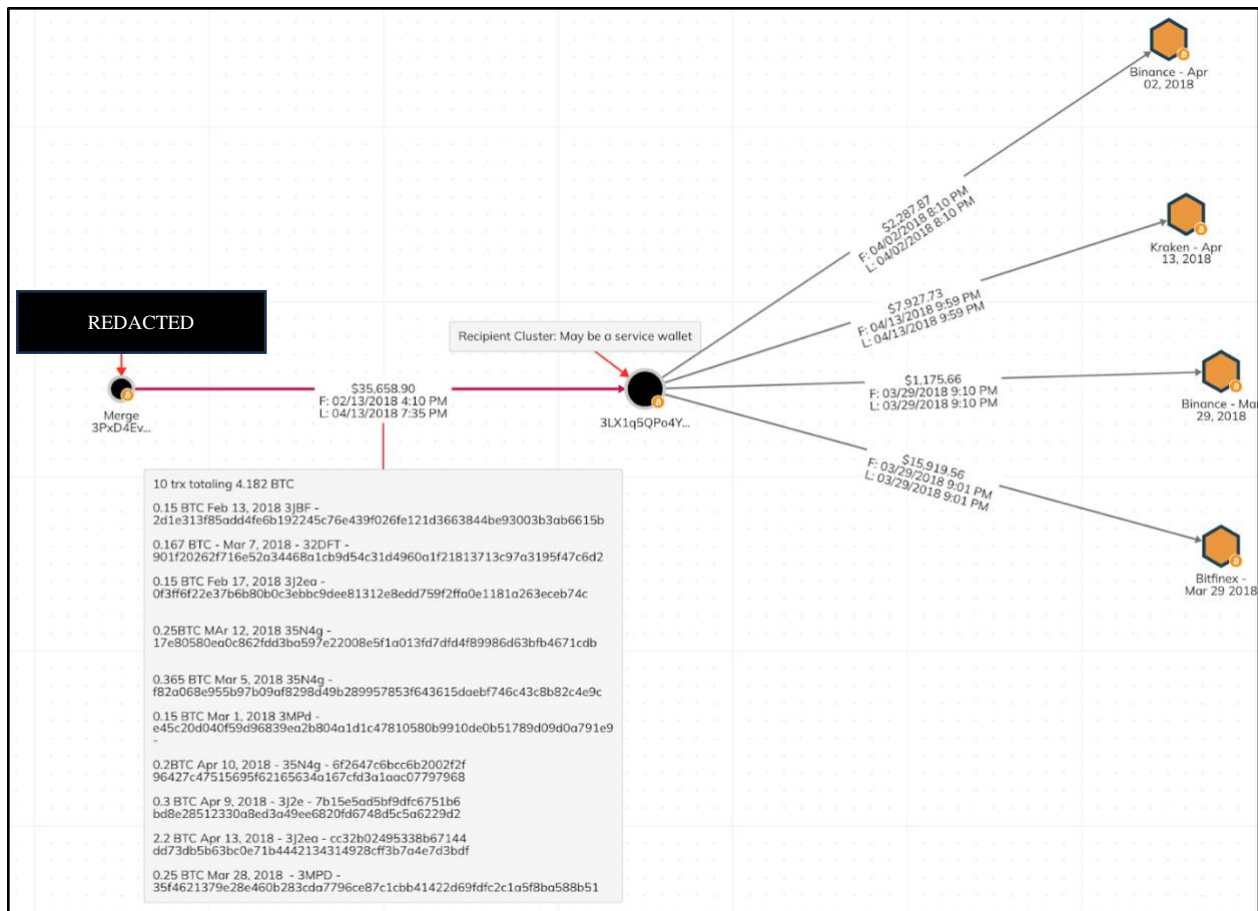 Binance - Apr
02, 2018
$2,287.87
F: 04/02/2018 8:10 PM
L: 04/02/2018 8:10 PM
Kraken - Apr
13, 2018
$7,927.73
F: 04/13/2018 9:59 PM
L: 04/13/2018 9:59 PM
REDACTED
Recipient Cluster: May be a service wallet
$35,658.90
F: 02/13/2018 4:10 PM
L: 04/13/2018 7:35 PM
Merge
3PxD4Ev...
3LX1q5QPo4Y...
$1,175.66
F: 03/29/2018 9:10 PM
L: 03/29/2018 9:10 PM
Binance - Mar
29, 2018
$15,919.56
F: 03/29/2018 9:01 PM
L: 03/29/2018 9:01 PM
Bitfinex -
Mar 29 2018
10 trx totaling 4.182 BTC
0.15 BTC Feb 13, 2018 3JBF -
2d1e313f85add4fe6b192245c76e439f026fe121d3663844be93003b3ab6615b
0.167 BTC - Mar 7, 2018 - 32DFT -
901f20262f716e52a34468a1cb9d54c31d4960a1f21813713c97a3195f47c6d2
0.15 BTC Feb 17, 2018 3J2ea -
0f3ff6f22e37b6b80b0c3ebbc9dee81312e8edd759f2ffa0e1181a263eceb74c
0.25BTC MAr 12, 2018 35N4g -
17e80580ea0c862fdd3ba597e22008e5f1a013fd7dfd4f89986d63bfb4671cdb
0.365 BTC Mar 5, 2018 35N4g -
f82a068e955b97b09af8298d49b289957853f643615daebf746c43c8b82c4e9c
0.15 BTC Mar 1, 2018 3MPd -
e45c20d040f59d96839ea2b804a1d1c47810580b9910de0b51789d09d0a791e9
-
0.2BTC Apr 10, 2018 - 35N4g - 6f2647c6bcc6b2002f2f
96427c47515695f62165634a167cfd3a1aac07797968
0.3 BTC Apr 9, 2018 - 3J2e - 7b15e5ad5bf9dfc6751b6
bd8e28512330a8ed3a49ee6820fd6748d5c5a6229d2
2.2 BTC Apr 13, 2018 - 3J2ea - cc32b02495338b67144
dd73db5b63bc0e71b4442134314928cff3b7a4e7d3bdf
0.25 BTC Mar 28, 2018 - 3MPD -
35f4621379e28e460b283cda7796ce87c1cbb41422d69fdfc2c1a5f8ba588b51